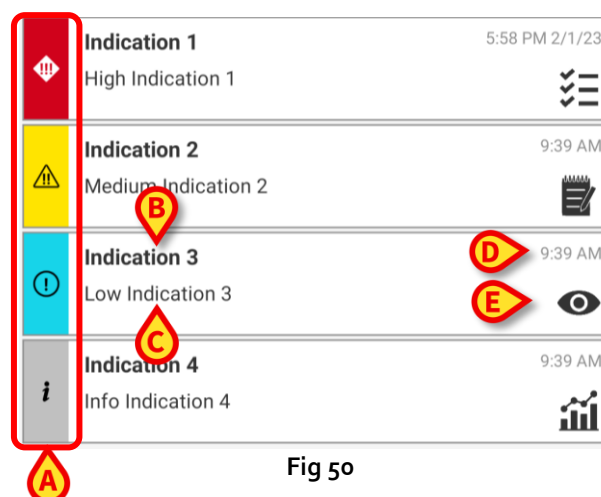 Indication 1
5:58 PM 2/1/23
!!!
High Indication 1
Indication 2
9:39 AM
!!
Medium Indication 2
B
Indication 3
D
9:39 AM
!
Low Indication 3
E
C
Indication 4
9:39 AM
i
Info Indication 4
A
Fig 50